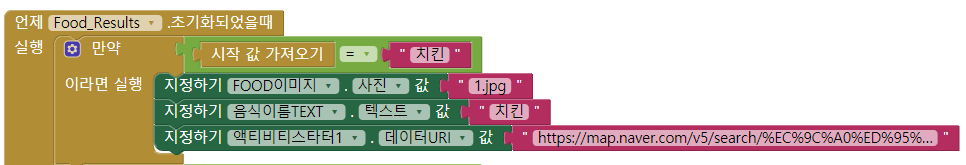 언제 Food_Results .초기화되었을때
실행 만약 시작 값 가져오기 = " 치킨 "
이라면 실행 지정하기 FOOD이미지 . 사진 값 " 1.jpg "
지정하기 음식이름TEXT . 텍스트 값 " 치킨 "
지정하기 액티비티스타터1 . 데이터URI 값 " https://map.naver.com/v5/search/%EC%9C%A0%ED%95%... "